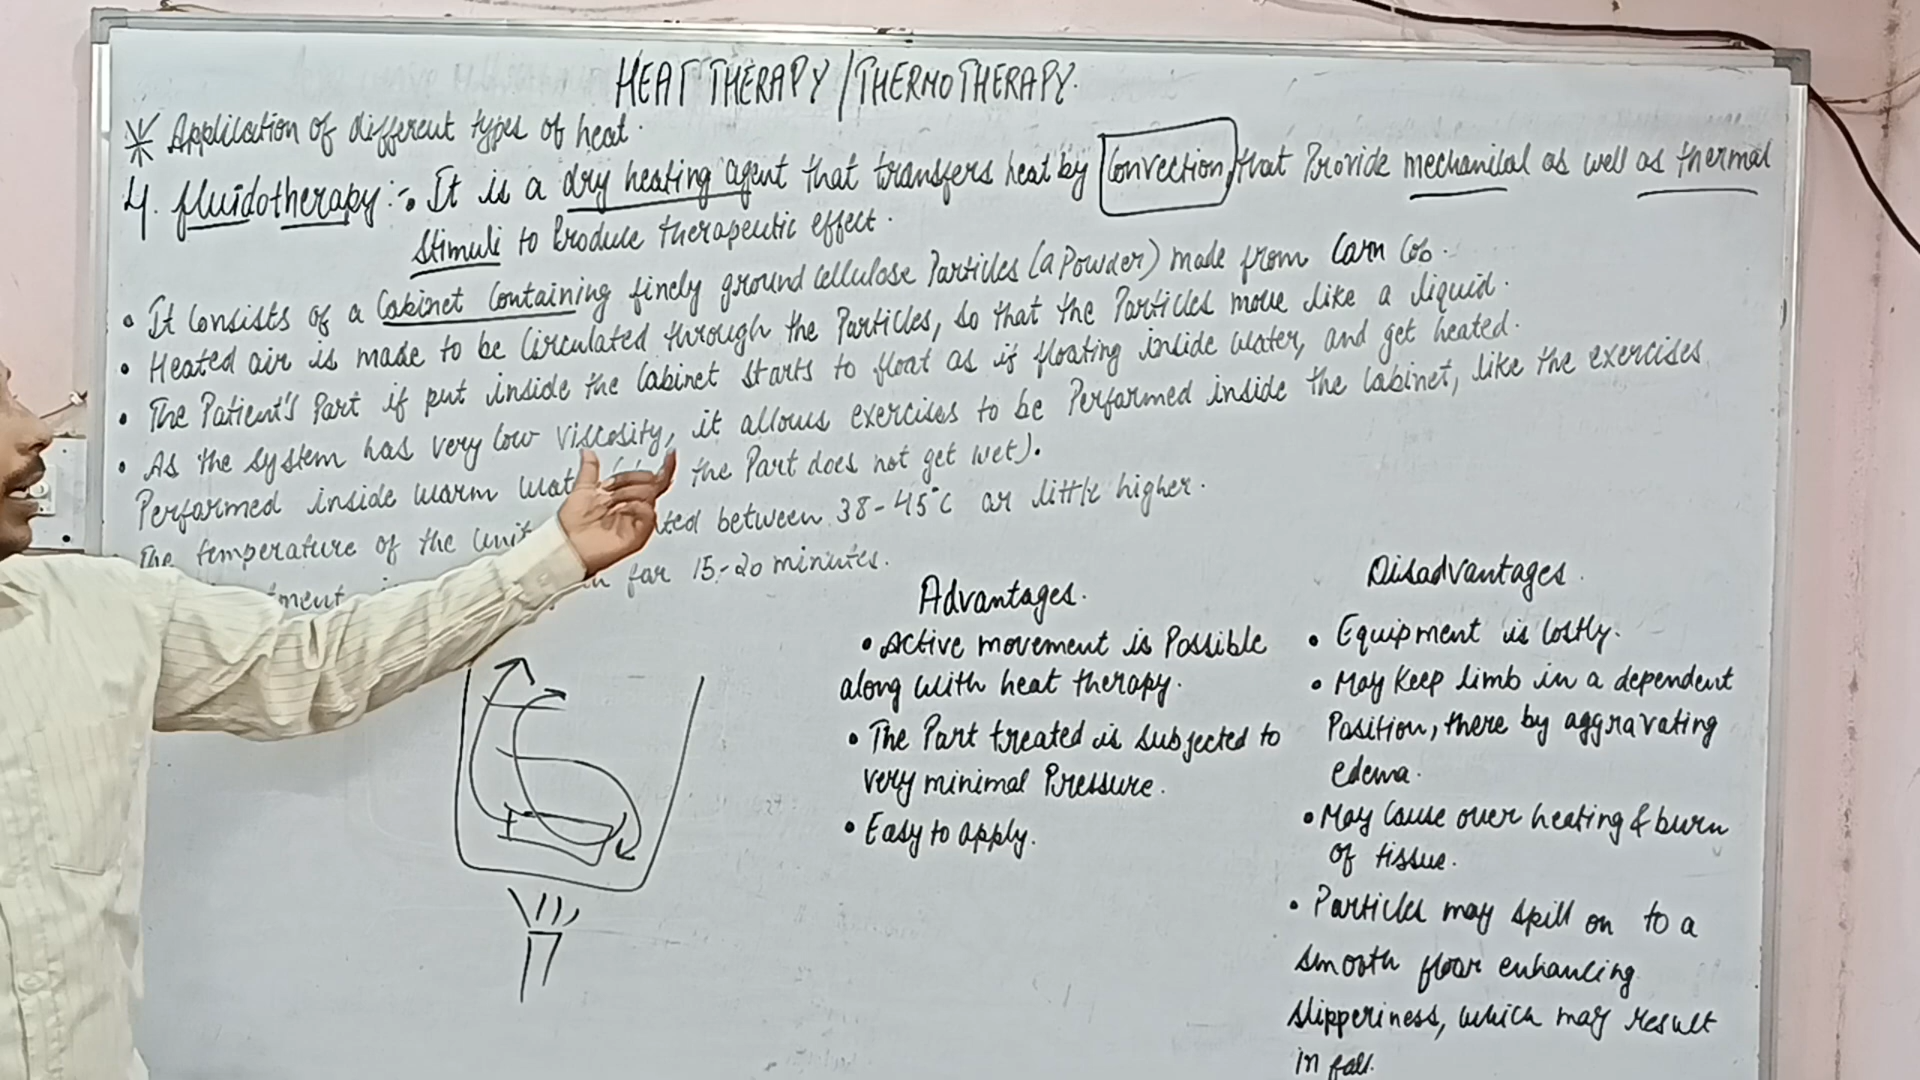 HEAT THERAPY/THERMOTHERAPY.
* Application of different types of heat.
4. fluidotherapy:- • It is a dry heating agent that transfers heat by Convection that Provide mechanical as well as thermal
stimuli to Produce therapeutic effect.
• It Consists of a Cabinet Containing finely ground Cellulose Particles (a Powder) made from Corn Cob.
• Heated air is made to be Circulated through the Particles, so that the Particles move like a liquid.
• The Patient's Part if put inside the Cabinet starts to float as if floating inside water, and get heated.
• As the system has very low Viscosity, it allows exercises to be Performed inside the Cabinet, like the exercises
Performed inside warm the Part does not get wet).
The temperature of the unit between 38-45°C or little higher.
for 15-20 minutes.
Advantages.
• Active movement is Possible
along with heat therapy.
• The Part treated is subjected to
very minimal Pressure.
• Easy to apply.
Disadvantages.
• Equipment is Costly.
• May Keep limb in a dependent
Position, there by aggravating
edema.
• May Cause over heating & burn
of tissue.
• Particles may spill on to a
smooth floor enhancing
slipperiness, which may result
in fall.